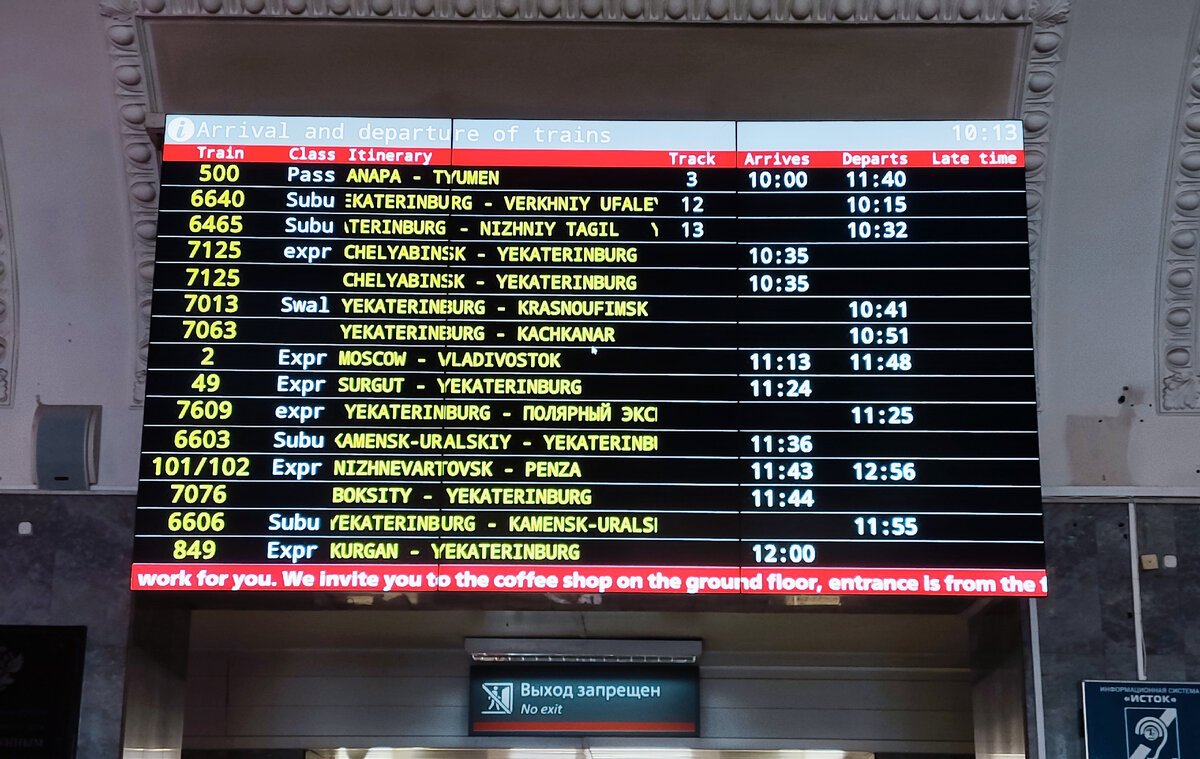 i Arrival and departure of trains 10:13
Train Class Itinerary Track Arrives Departs Late time
500 Pass ANAPA - TYUMEN 3 10:00 11:40
6640 Subu EKATERINBURG - VERKHNIY UFALEY 12 10:15
6465 Subu ATERINBURG - NIZHNIY TAGIL Y 13 10:32
7125 expr CHELYABINSK - YEKATERINBURG 10:35
7125 CHELYABINSK - YEKATERINBURG 10:35
7013 Swal YEKATERINBURG - KRASNOUFIMSK 10:41
7063 YEKATERINBURG - KACHKANAR 10:51
2 Expr MOSCOW - VLADIVOSTOK 11:13 11:48
49 Expr SURGUT - YEKATERINBURG 11:24
7609 expr YEKATERINBURG - ПОЛЯРНЫЙ ЭКСП 11:25
6603 Subu KAMENSK-URALSKIY - YEKATERINB 11:36
101/102 Expr NIZHNEVARTOVSK - PENZA 11:43 12:56
7076 BOKSITY - YEKATERINBURG 11:44
6606 Subu YEKATERINBURG - KAMENSK-URALS 11:55
849 Expr KURGAN - YEKATERINBURG 12:00
work for you. We invite you to the coffee shop on the ground floor, entrance is from the
Выход запрещен
No exit
ИНФОРМАЦИОННАЯ СИСТЕМА
«ИСТОК»